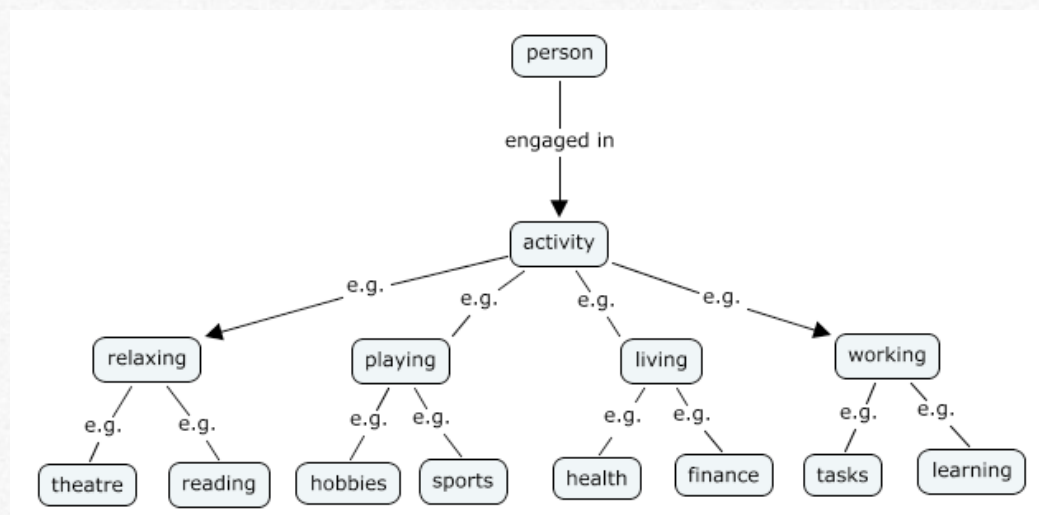 person
engaged in
activity
e.g.
e.g.
e.g.
e.g.
relaxing
playing
living
working
e.g.
e.g.
e.g.
e.g.
e.g.
e.g.
e.g.
e.g.
theatre
reading
hobbies
sports
health
finance
tasks
learning